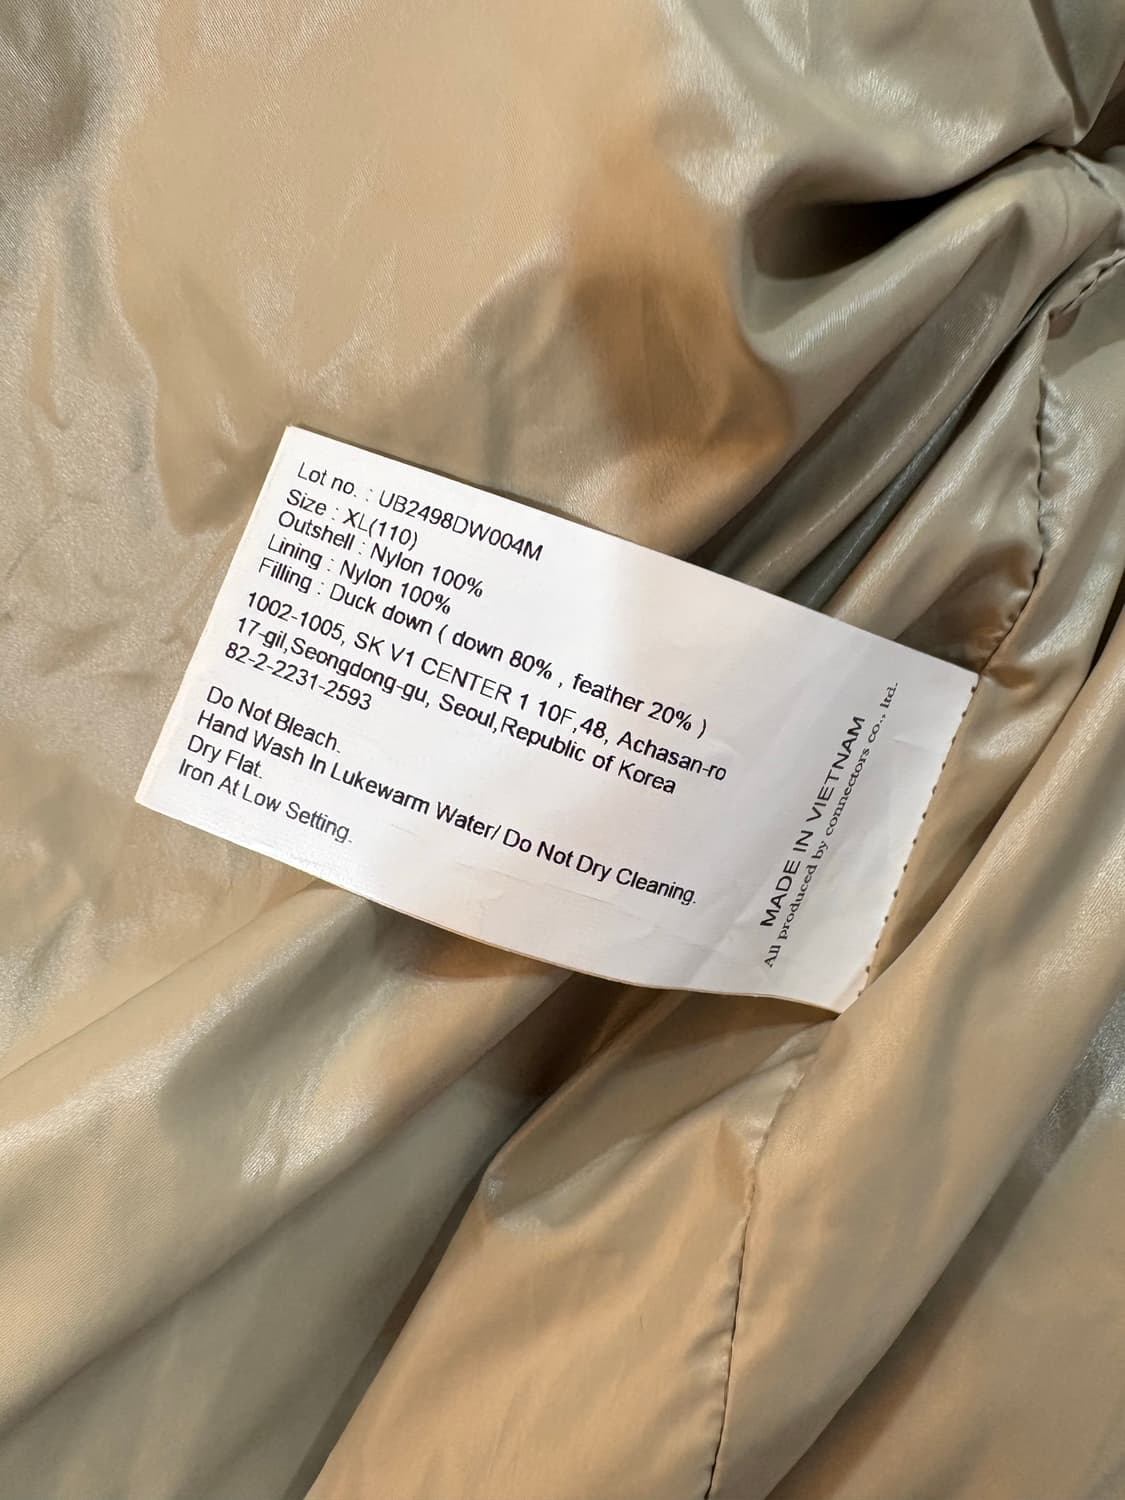 Lot no. : UB2498DW004M
Size : XL(110)
Outshell : Nylon 100%
Lining : Nylon 100%
Filling : Duck down ( down 80% , feather 20% )
1002-1005, SK V1 CENTER 1 10F,48, Achasan-ro
17-gil,Seongdong-gu, Seoul,Republic of Korea
82-2-2231-2593
Do Not Bleach.
Hand Wash In Lukewarm Water/ Do Not Dry Cleaning.
Dry Flat.
Iron At Low Setting.
MADE IN VIETNAM
All produced by connectors co., ltd.